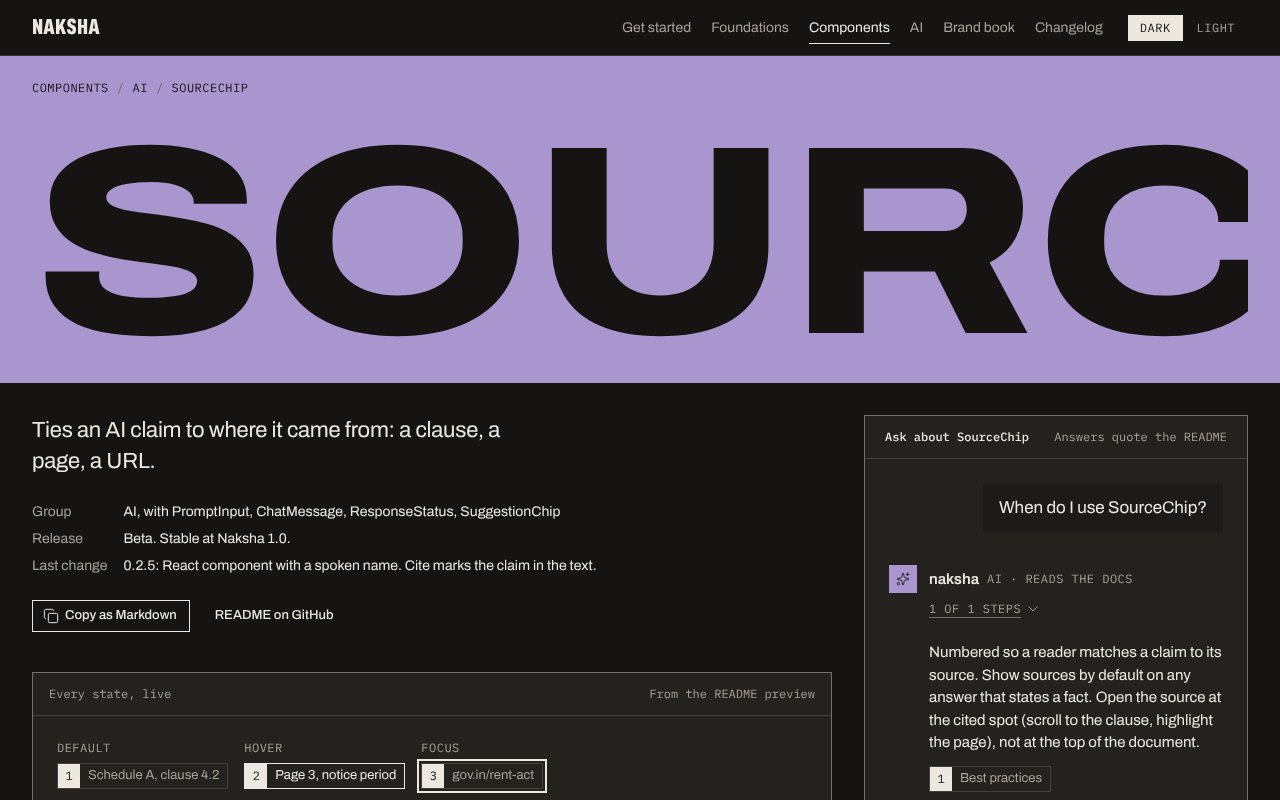 NAKSHA
Get started
Foundations
Components
AI
Brand book
Changelog
DARK
LIGHT
COMPONENTS / AI / SOURCECHIP
SOURC
Ties an AI claim to where it came from: a clause, a
page, a URL.
Group AI, with PromptInput, ChatMessage, ResponseStatus, SuggestionChip
Release Beta. Stable at Naksha 1.0.
Last change 0.2.5: React component with a spoken name. Cite marks the claim in the text.
Copy as Markdown
README on GitHub
Every state, live
From the README preview
DEFAULT
HOVER
FOCUS
1 Schedule A, clause 4.2
2 Page 3, notice period
3 gov.in/rent-act
Ask about SourceChip
Answers quote the README
When do I use SourceChip?
naksha AI · READS THE DOCS
1 OF 1 STEPS
Numbered so a reader matches a claim to its
source. Show sources by default on any
answer that states a fact. Open the source at
the cited spot (scroll to the clause, highlight
the page), not at the top of the document.
1 Best practices